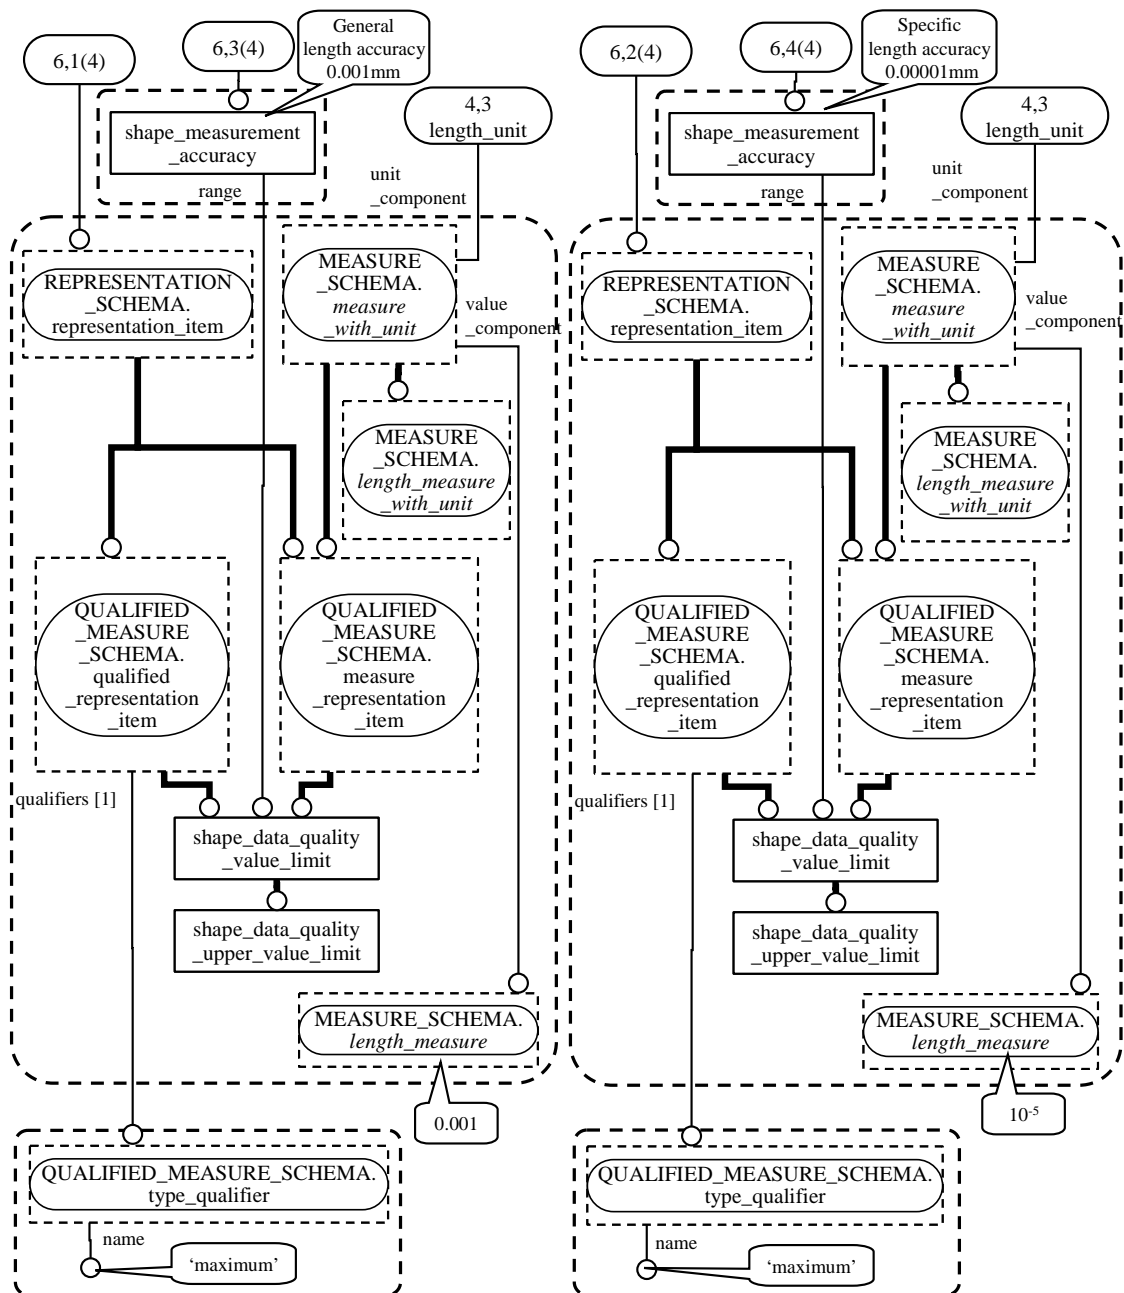 6,1(4)
6,3(4)
General
length accuracy
0.001mm
shape_measurement
_accuracy
4,3
length_unit
range
unit
_component
REPRESENTATION
_SCHEMA.
representation_item
MEASURE
_SCHEMA.
measure
_with_unit
value
_component
MEASURE
_SCHEMA.
length_measure
_with_unit
QUALIFIED
_MEASURE
_SCHEMA.
qualified
_representation
_item
QUALIFIED
_MEASURE
_SCHEMA.
measure
_representation
_item
qualifiers [1]
shape_data_quality
_value_limit
shape_data_quality
_upper_value_limit
MEASURE_SCHEMA.
length_measure
0.001
QUALIFIED_MEASURE_SCHEMA.
type_qualifier
name
‘maximum’
6,2(4)
6,4(4)
Specific
length accuracy
0.00001mm
shape_measurement
_accuracy
4,3
length_unit
range
unit
_component
REPRESENTATION
_SCHEMA.
representation_item
MEASURE
_SCHEMA.
measure
_with_unit
value
_component
MEASURE
_SCHEMA.
length_measure
_with_unit
QUALIFIED
_MEASURE
_SCHEMA.
qualified
_representation
_item
QUALIFIED
_MEASURE
_SCHEMA.
measure
_representation
_item
qualifiers [1]
shape_data_quality
_value_limit
shape_data_quality
_upper_value_limit
MEASURE_SCHEMA.
length_measure
10⁻⁵
QUALIFIED_MEASURE_SCHEMA.
type_qualifier
name
‘maximum’